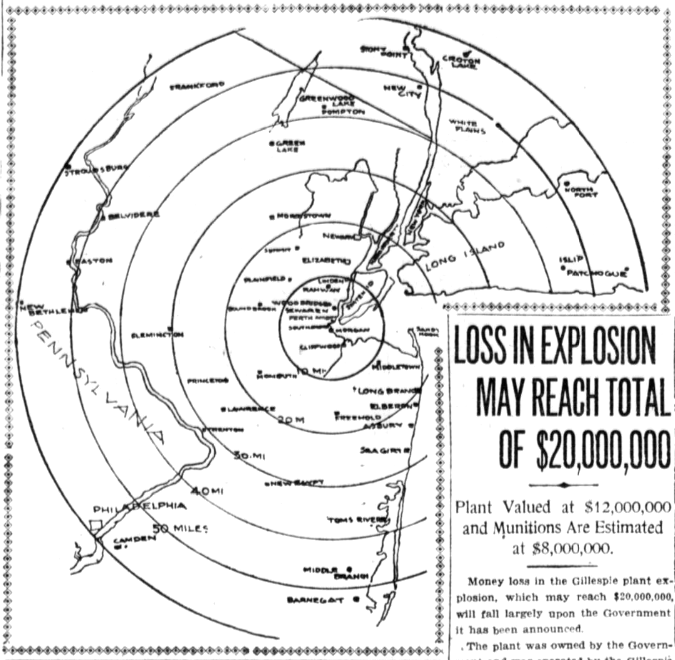 STONY
POINT
CROTON
LAKE
FRANKFORD
NEW
CITY
GREENWOOD
LAKE
POMPTON
WHITE
PLAINS
GREEN
LAKE
STROUDSBURG
NORTH
PORT
BELVIDERE
MORRISTOWN
NEWARK
SUMMIT
LONG ISLAND
EASTON
ELIZABETH
ISLIP
PATCHOGUE
PLAINFIELD
LINDEN
RAHWAY
NEW
BETHLEHEM
BOUNDBROOK
WOODBRIDGE
SEWAREN
PERTH AMBOY
FLEMINGTON
MORGAN
SANDY
HOOK
CLIFFWOOD
PENNSYLVANIA
MIDDLETOWN
PRINCETON
MONMOUTH
10 MI
LONG BRANCH
LAWRENCE
ELBERON
FREEHOLD
20 M
ASBURY
TRENTON
SEA GIRT
30 MI
NEW EGYPT
40 MI
PHILADELPHIA
TOMS RIVER
50 MILES
CAMDEN
MIDDLE
BRANCH
BARNEGAT
LOSS IN EXPLOSION
MAY REACH TOTAL
OF $20,000,000
Plant Valued at $12,000,000
and Munitions Are Estimated
at $8,000,000.
Money loss in the Gillespie plant ex-
plosion, which may reach $20,000,000,
will fall largely upon the Government
it has been announced.
The plant was owned by the Govern-